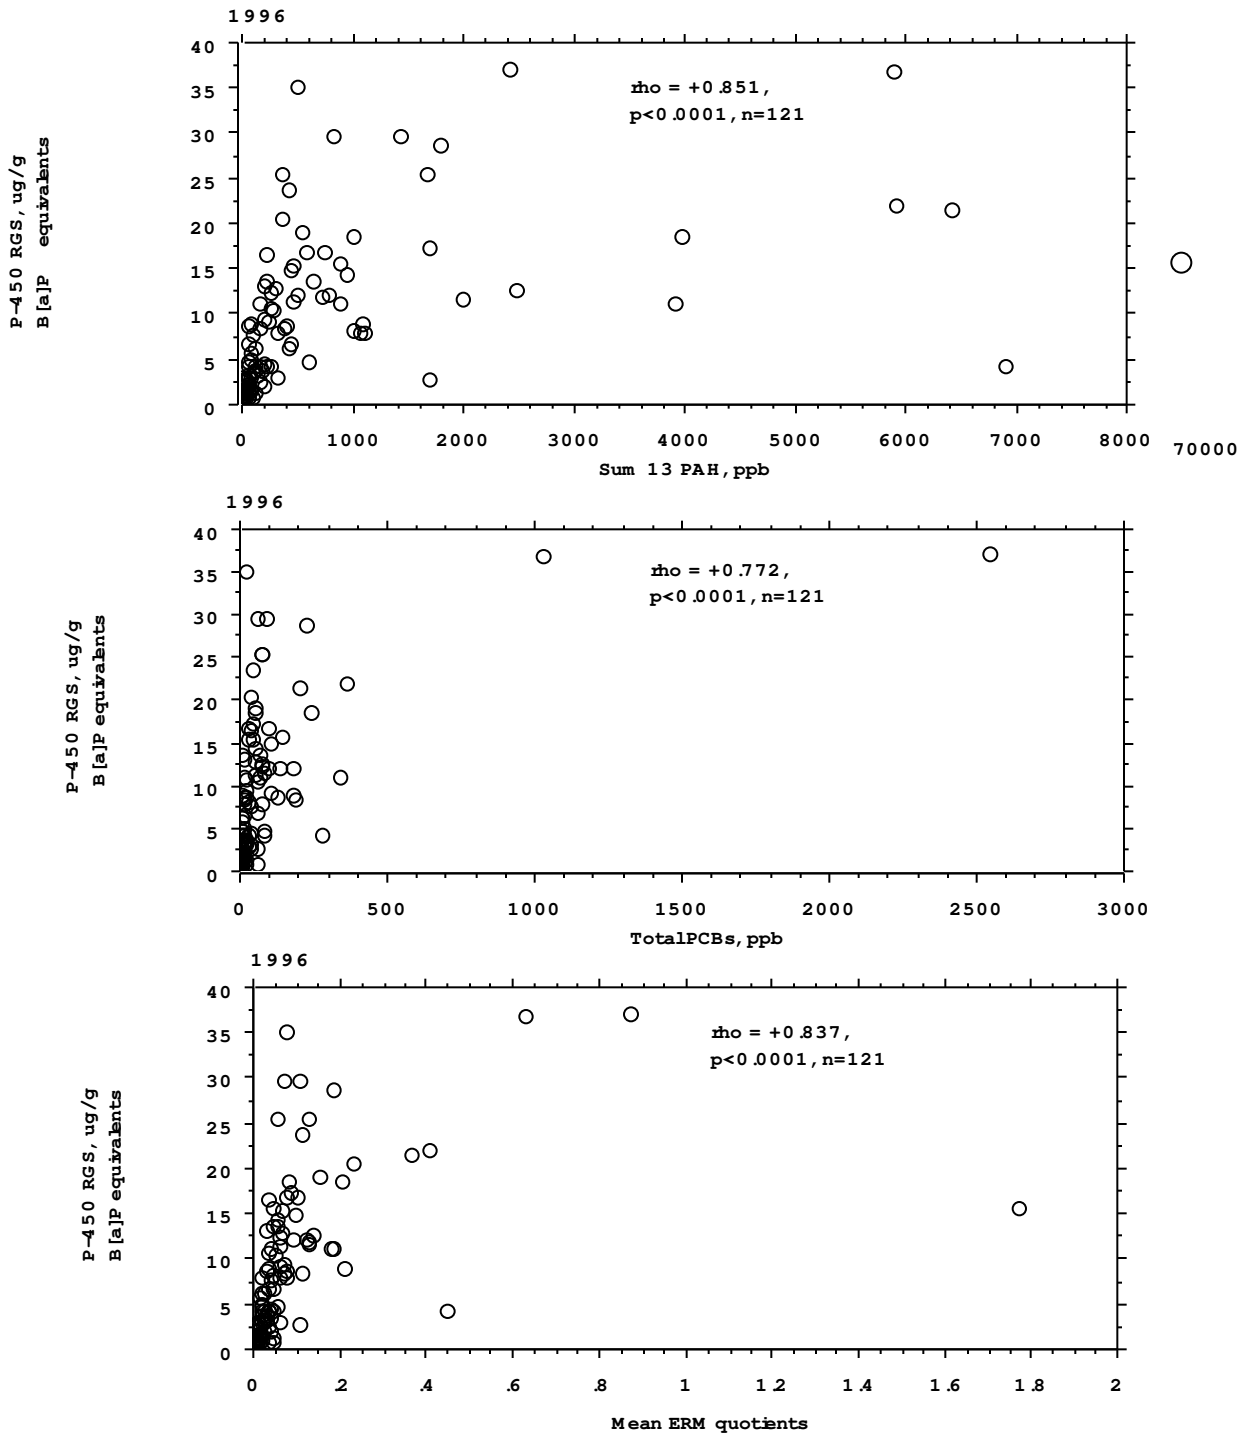 1996
40
35
30
25
20
15
10
5
0
P-450 RGS, ug/g
B[a]P equivalents
rho = +0.851,
p<0.0001, n=121
0 1000 2000 3000 4000 5000 6000 7000 8000 70000
Sum 13 PAH, ppb
1996
40
35
30
25
20
15
10
5
0
P-450 RGS, ug/g
B[a]P equivalents
rho = +0.772,
p<0.0001, n=121
0 500 1000 1500 2000 2500 3000
Total PCBs, ppb
1996
40
35
30
25
20
15
10
5
0
P-450 RGS, ug/g
B[a]P equivalents
rho = +0.837,
p<0.0001, n=121
0 .2 .4 .6 .8 1 1.2 1.4 1.6 1.8 2
Mean ERM quotients